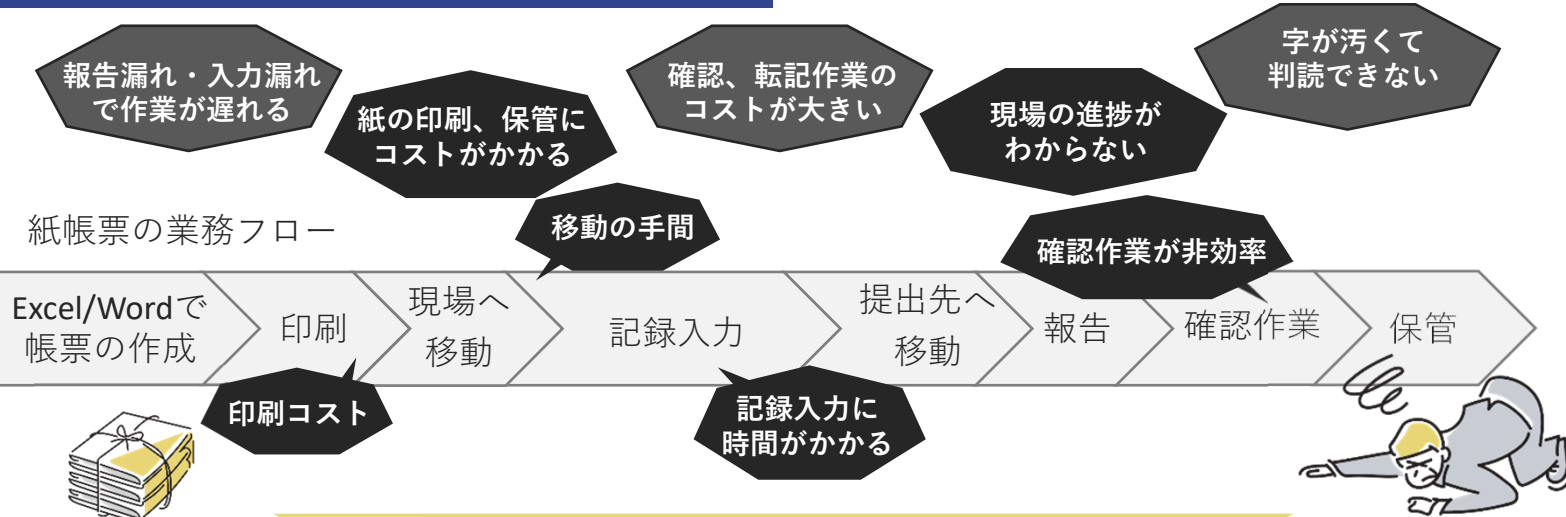 報告漏れ・入力漏れ
で作業が遅れる
紙の印刷、保管に
コストがかかる
確認、転記作業の
コストが大きい
現場の進捗が
わからない
字が汚くて
判読できない
紙帳票の業務フロー
移動の手間
確認作業が非効率
Excel/Wordで
帳票の作成
印刷
現場へ
移動
記録入力
提出先へ
移動
報告
確認作業
保管
印刷コスト
記録入力に
時間がかかる